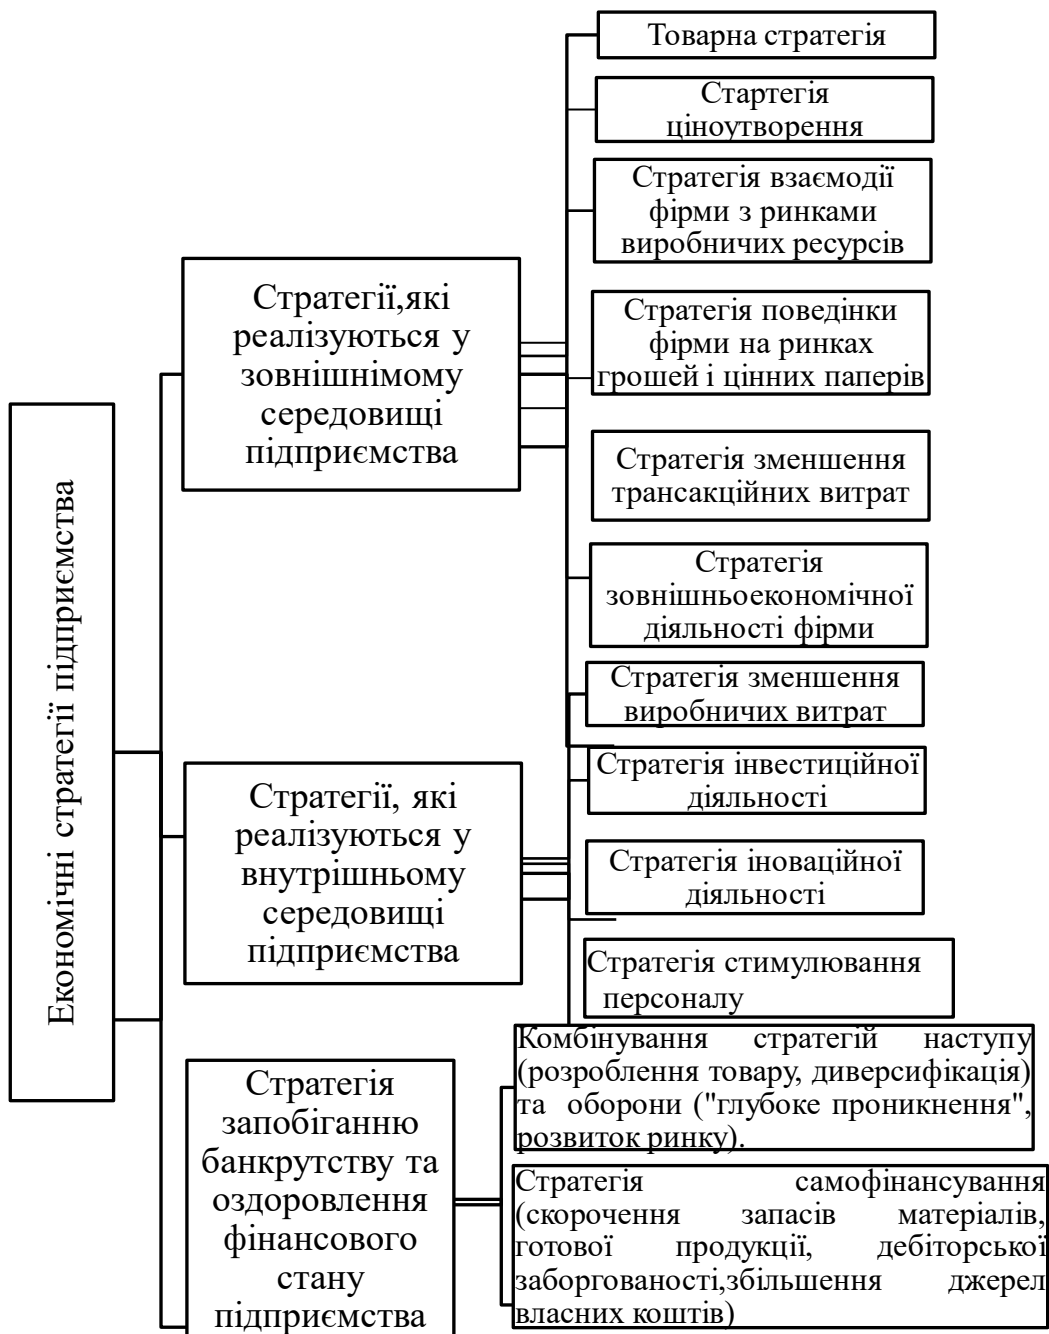 Економічні стратегії підприємства
Стратегії,які
реалізуються у
зовнішнімому
середовищі
підприємства
Товарна стратегія
Стартегія
ціноутворення
Стратегія взаємодії
фірми з ринками
виробничих ресурсів
Стратегія поведінки
фірми на ринках
грошей і цінних паперів
Стратегія зменшення
трансакційних витрат
Стратегія
зовнішньоекономічної
діяльності фірми
Стратегії, які
реалізуються у
внутрішньому
середовищі
підприємства
Стратегія зменшення
виробничих витрат
Стратегія інвестиційної
діяльності
Стратегія іноваційної
діяльності
Стратегія стимулювання
персоналу
Стратегія
запобіганню
банкрутству та
оздоровлення
фінансового
стану
підприємства
Комбінування стратегій наступу
(розроблення товару, диверсифікація)
та оборони ("глубоке проникнення",
розвиток ринку).
Стратегія самофінансування
(скорочення запасів матеріалів,
готової продукції, дебіторської
заборгованості,збільшення джерел
власних коштів)